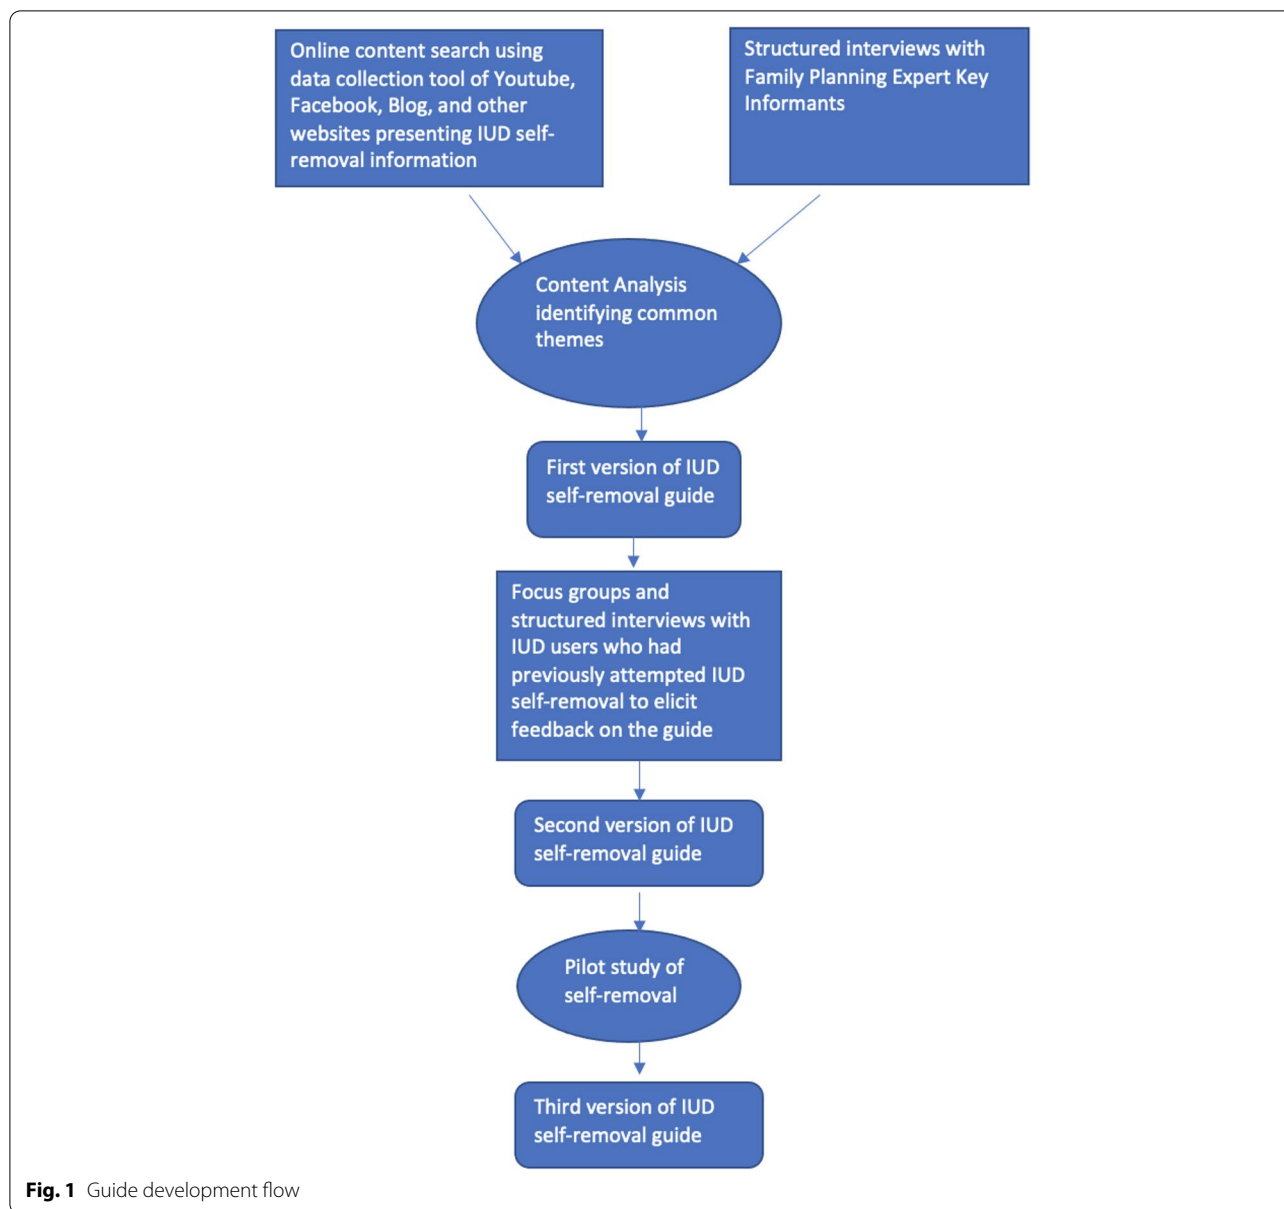 Online content search using
data collection tool of Youtube,
Facebook, Blog, and other
websites presenting IUD self-
removal information
Structured interviews with
Family Planning Expert Key
Informants
Content Analysis
identifying common
themes
First version of IUD
self-removal guide
Focus groups and
structured interviews with
IUD users who had
previously attempted IUD
self-removal to elicit
feedback on the guide
Second version of IUD
self-removal guide
Pilot study of
self-removal
Third version of IUD
self-removal guide
Fig. 1 Guide development flow